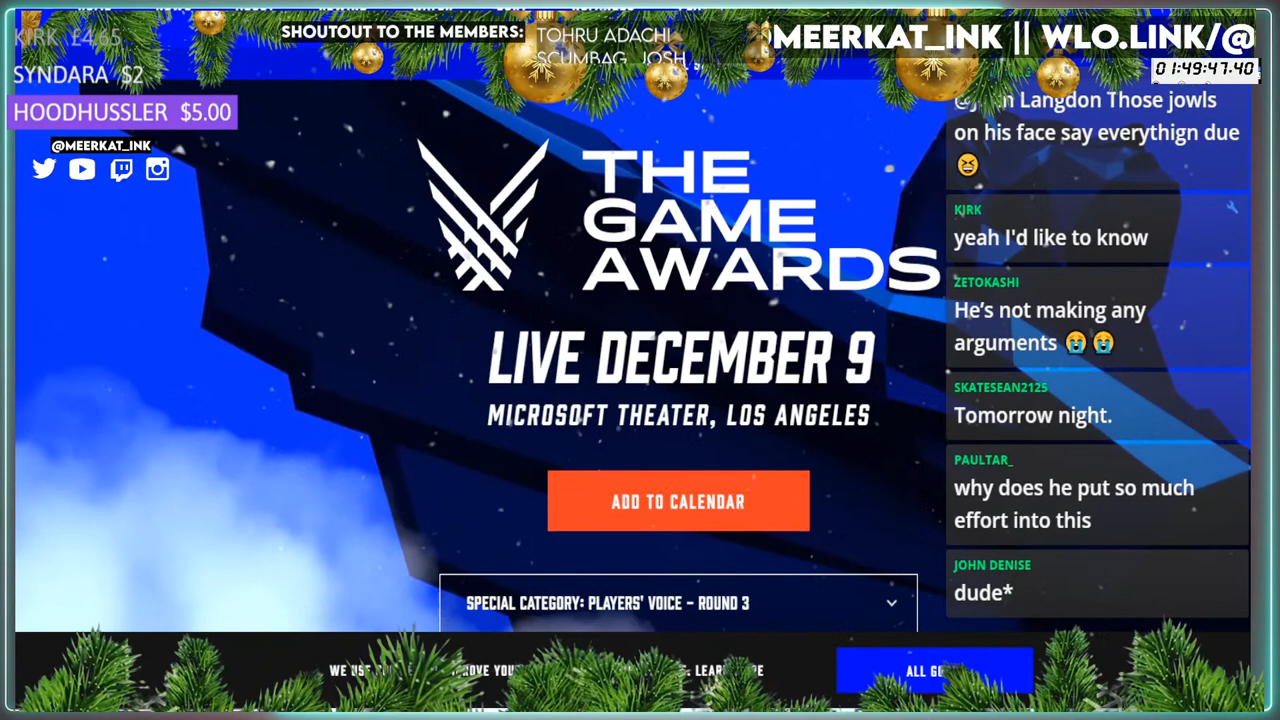 KIRK £4.65
SYNDARA $2
HOODHUSSLER $5.00
@MEERKAT_INK
SHOUTOUT TO THE MEMBERS:
TOHRU ADACHI
SCUMBAG_JOSH_
MEERKAT_INK || WLO.LINK/@
01:49:47.40
THE
GAME
AWARDS
LIVE DECEMBER 9
MICROSOFT THEATER, LOS ANGELES
ADD TO CALENDAR
SPECIAL CATEGORY: PLAYERS' VOICE – ROUND 3
WE USE
ALL
Langdon Those jowls
on his face say everythign due
😆
KIRK
yeah I'd like to know
ZETOKASHI
He's not making any
arguments 😭 😭
SKATESEAN2125
Tomorrow night.
PAULTAR_
why does he put so much
effort into this
JOHN DENISE
dude*